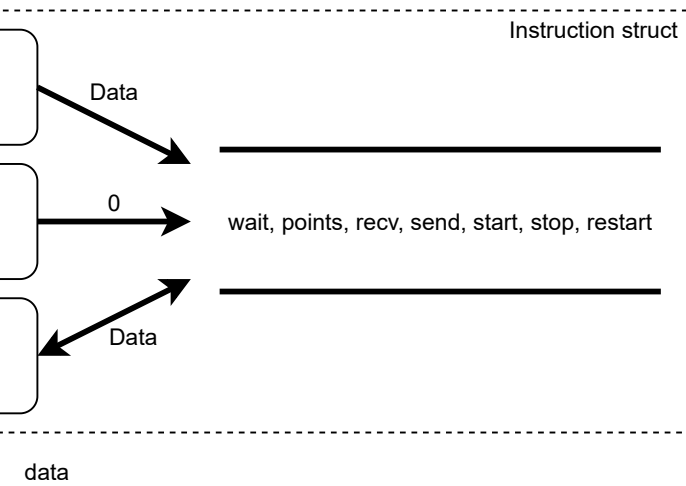 Instruction struct
Data
0
wait, points, recv, send, start, stop, restart
Data
data